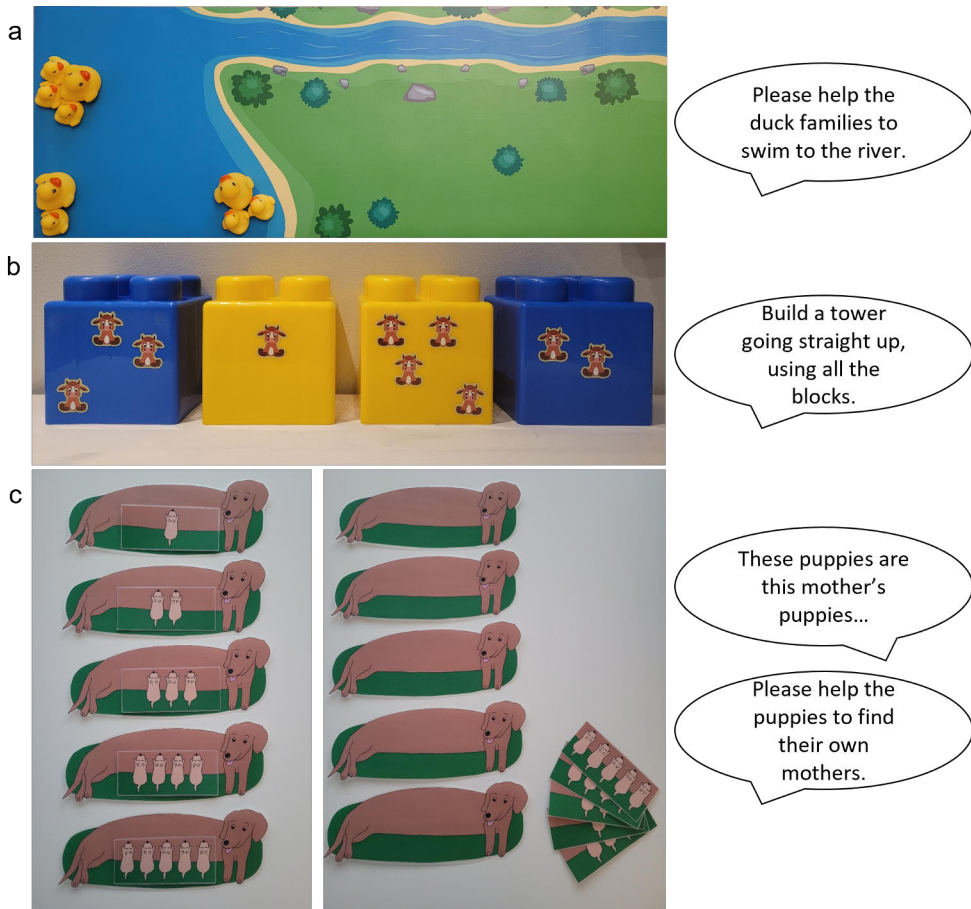 a
Please help the
duck families to
swim to the river.
b
Build a tower
going straight up,
using all the
blocks.
c
These puppies are
this mother’s
puppies...
Please help the
puppies to find
their own
mothers.